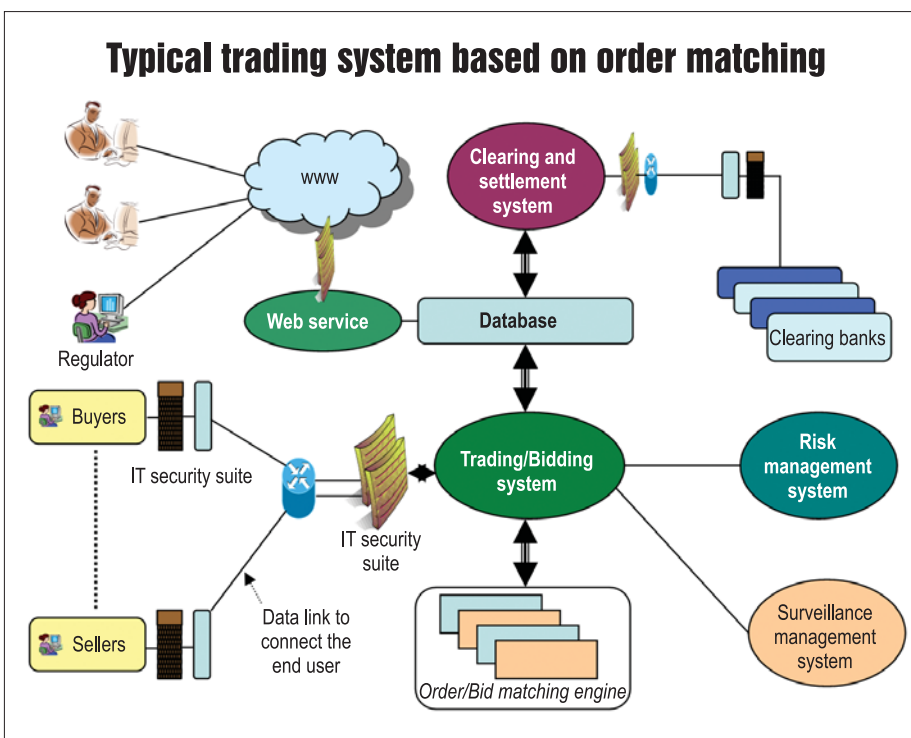 Typical trading system based on order matching
www
Clearing and
settlement
system
Web service
Database
Clearing banks
Regulator
Buyers
IT security suite
Trading/Bidding
system
Risk
management
system
IT security
suite
Sellers
Data link to
connect the
end user
Order/Bid matching engine
Surveillance
management
system